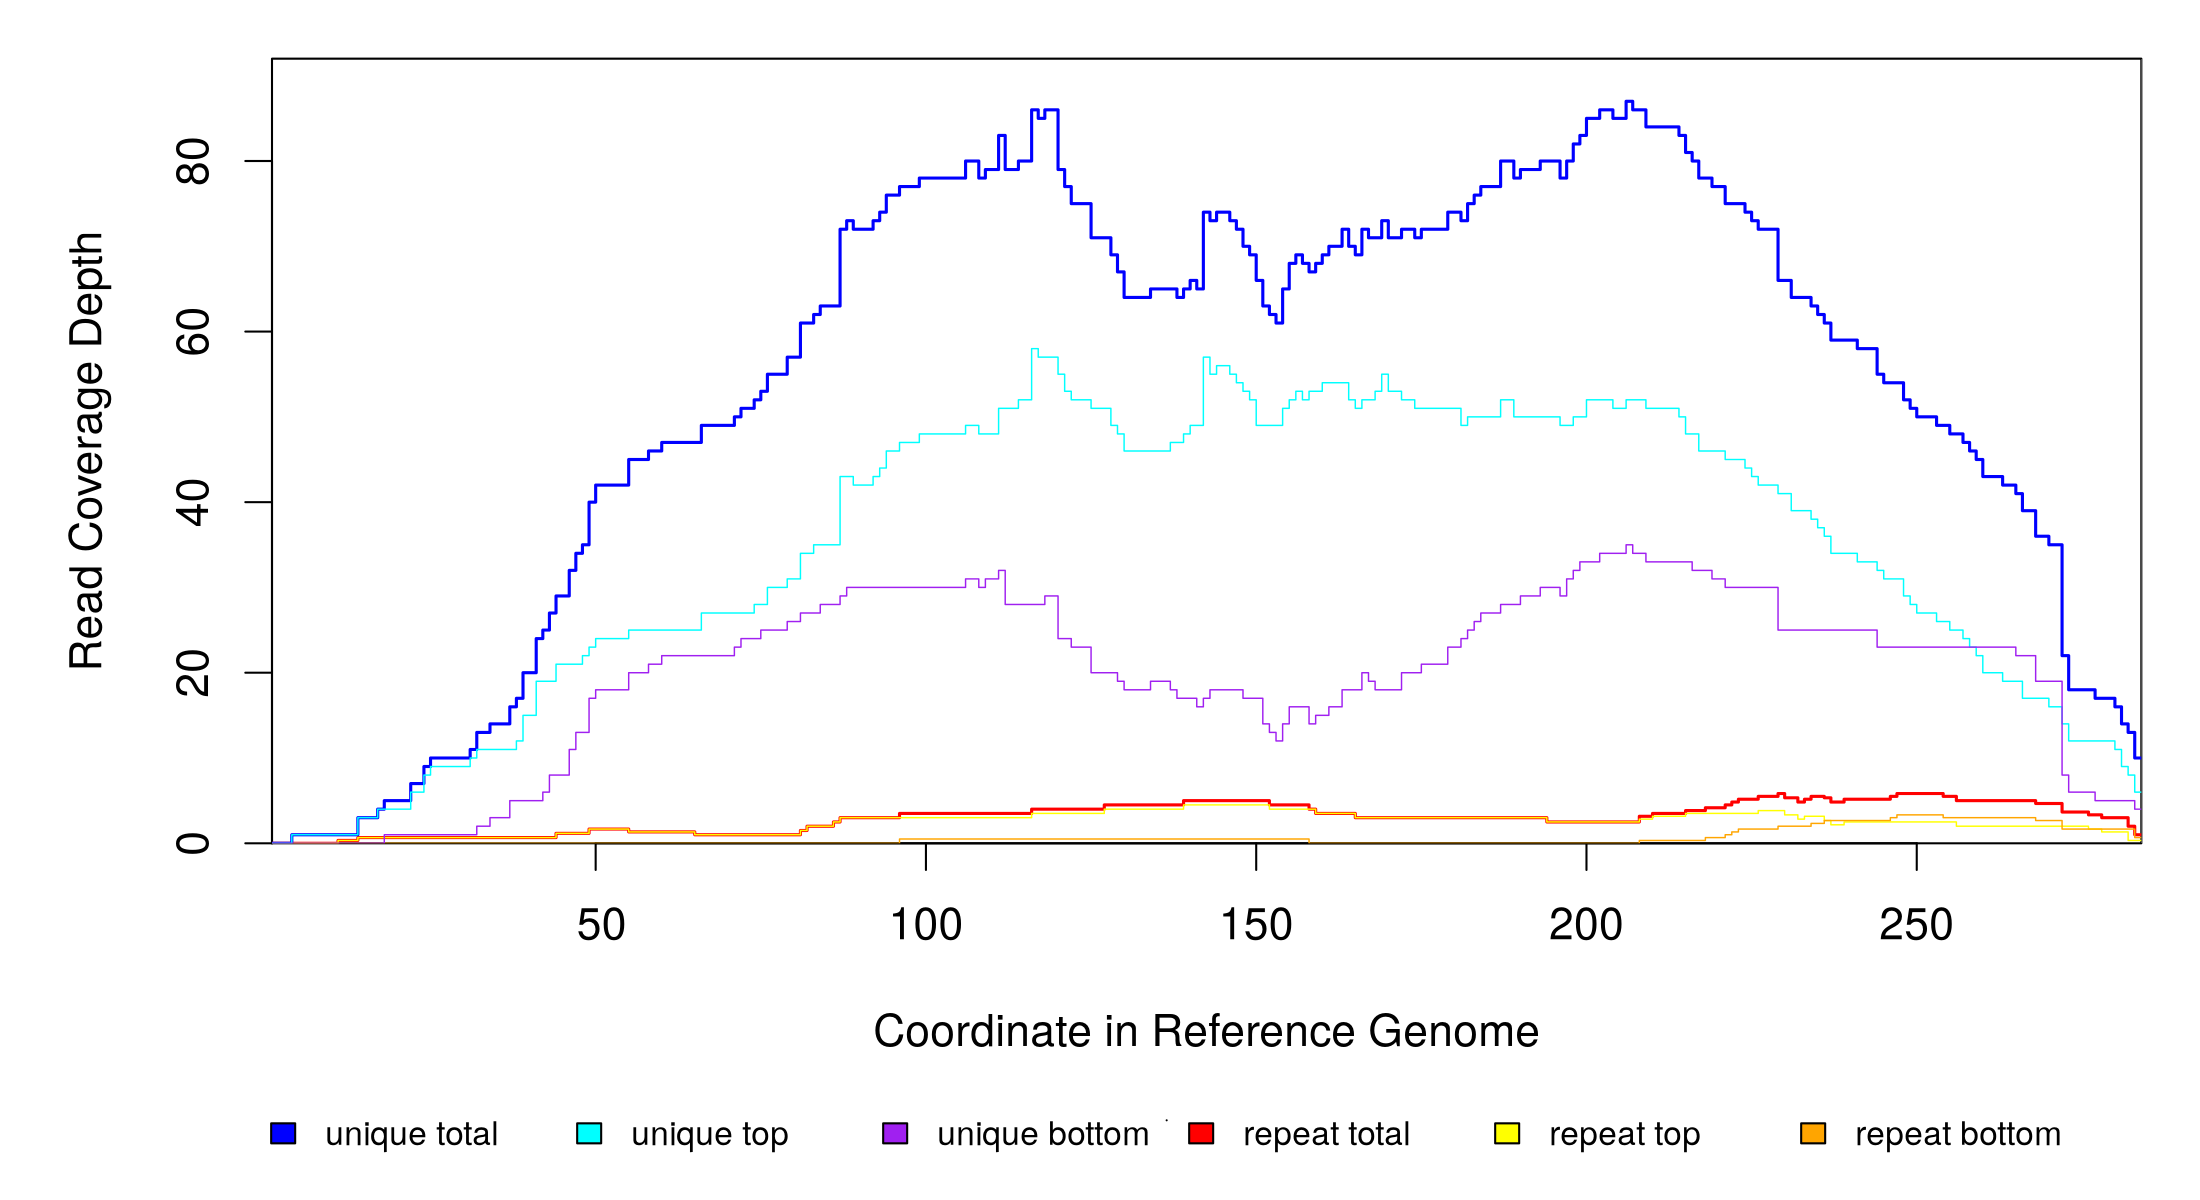 Read Coverage Depth
80
60
40
20
0
50 100 150 200 250
Coordinate in Reference Genome
unique total unique top unique bottom repeat total repeat top repeat bottom